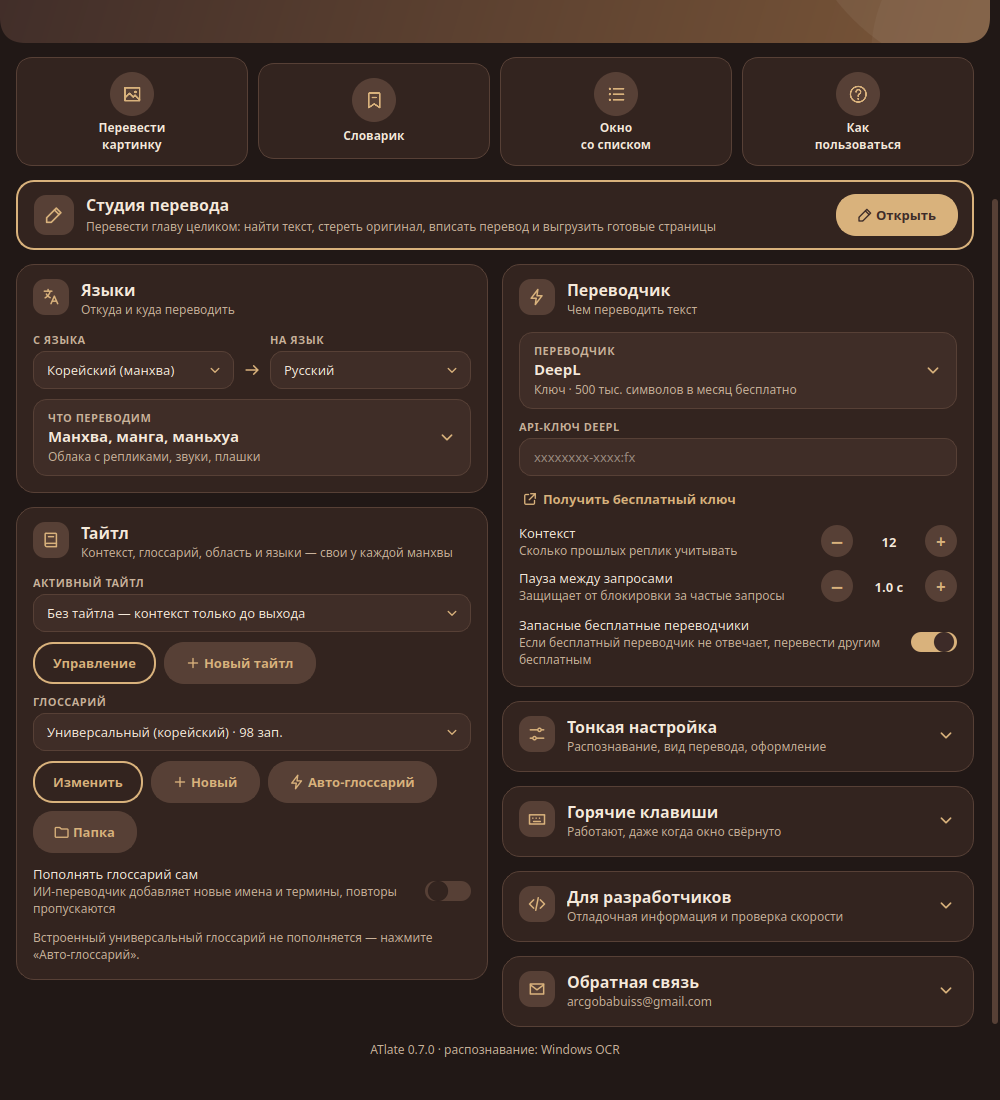 Перевести
картинку
Словарик
Окно
со списком
Как
пользоваться
Студия перевода
Перевести главу целиком: найти текст, стереть оригинал, вписать перевод и выгрузить готовые страницы
Открыть
Языки
Откуда и куда переводить
С ЯЗЫКА
НА ЯЗЫК
Корейский (манхва)
Русский
ЧТО ПЕРЕВОДИМ
Манхва, манга, маньхуа
Облака с репликами, звуки, плашки
Тайтл
Контекст, глоссарий, область и языки — свои у каждой манхвы
АКТИВНЫЙ ТАЙТЛ
Без тайтла — контекст только до выхода
Управление
Новый тайтл
ГЛОССАРИЙ
Универсальный (корейский) · 98 зап.
Изменить
Новый
Авто-глоссарий
Папка
Пополнять глоссарий сам
ИИ-переводчик добавляет новые имена и термины, повторы
пропускаются
Встроенный универсальный глоссарий не пополняется — нажмите
«Авто-глоссарий».
Переводчик
Чем переводить текст
ПЕРЕВОДЧИК
DeepL
Ключ · 500 тыс. символов в месяц бесплатно
API-КЛЮЧ DEEPL
xxxxxxxx-xxxx:fx
Получить бесплатный ключ
Контекст
Сколько прошлых реплик учитывать
– 12 +
Пауза между запросами
Защищает от блокировки за частые запросы
– 1.0 с +
Запасные бесплатные переводчики
Если бесплатный переводчик не отвечает, перевести другим
бесплатным
Тонкая настройка
Распознавание, вид перевода, оформление
Горячие клавиши
Работают, даже когда окно свёрнуто
Для разработчиков
Отладочная информация и проверка скорости
Обратная связь
arcgobabuiss@gmail.com
ATlate 0.7.0 · распознавание: Windows OCR